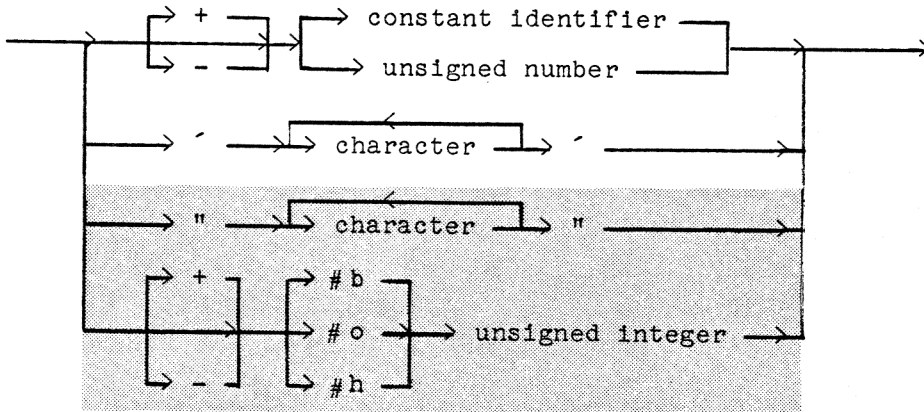 +
constant identifier
-
unsigned number
´ character ´
" character "
+
#b
#o unsigned integer
-
#h